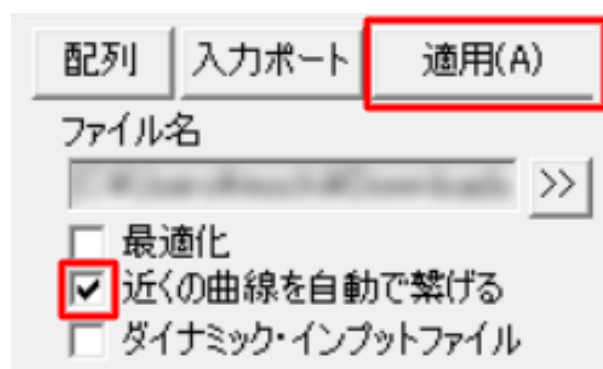 配列 入力ポート 適用(A)
ファイル名
>>
最適化
近くの曲線を自動で繋げる
ダイナミック・インプットファイル